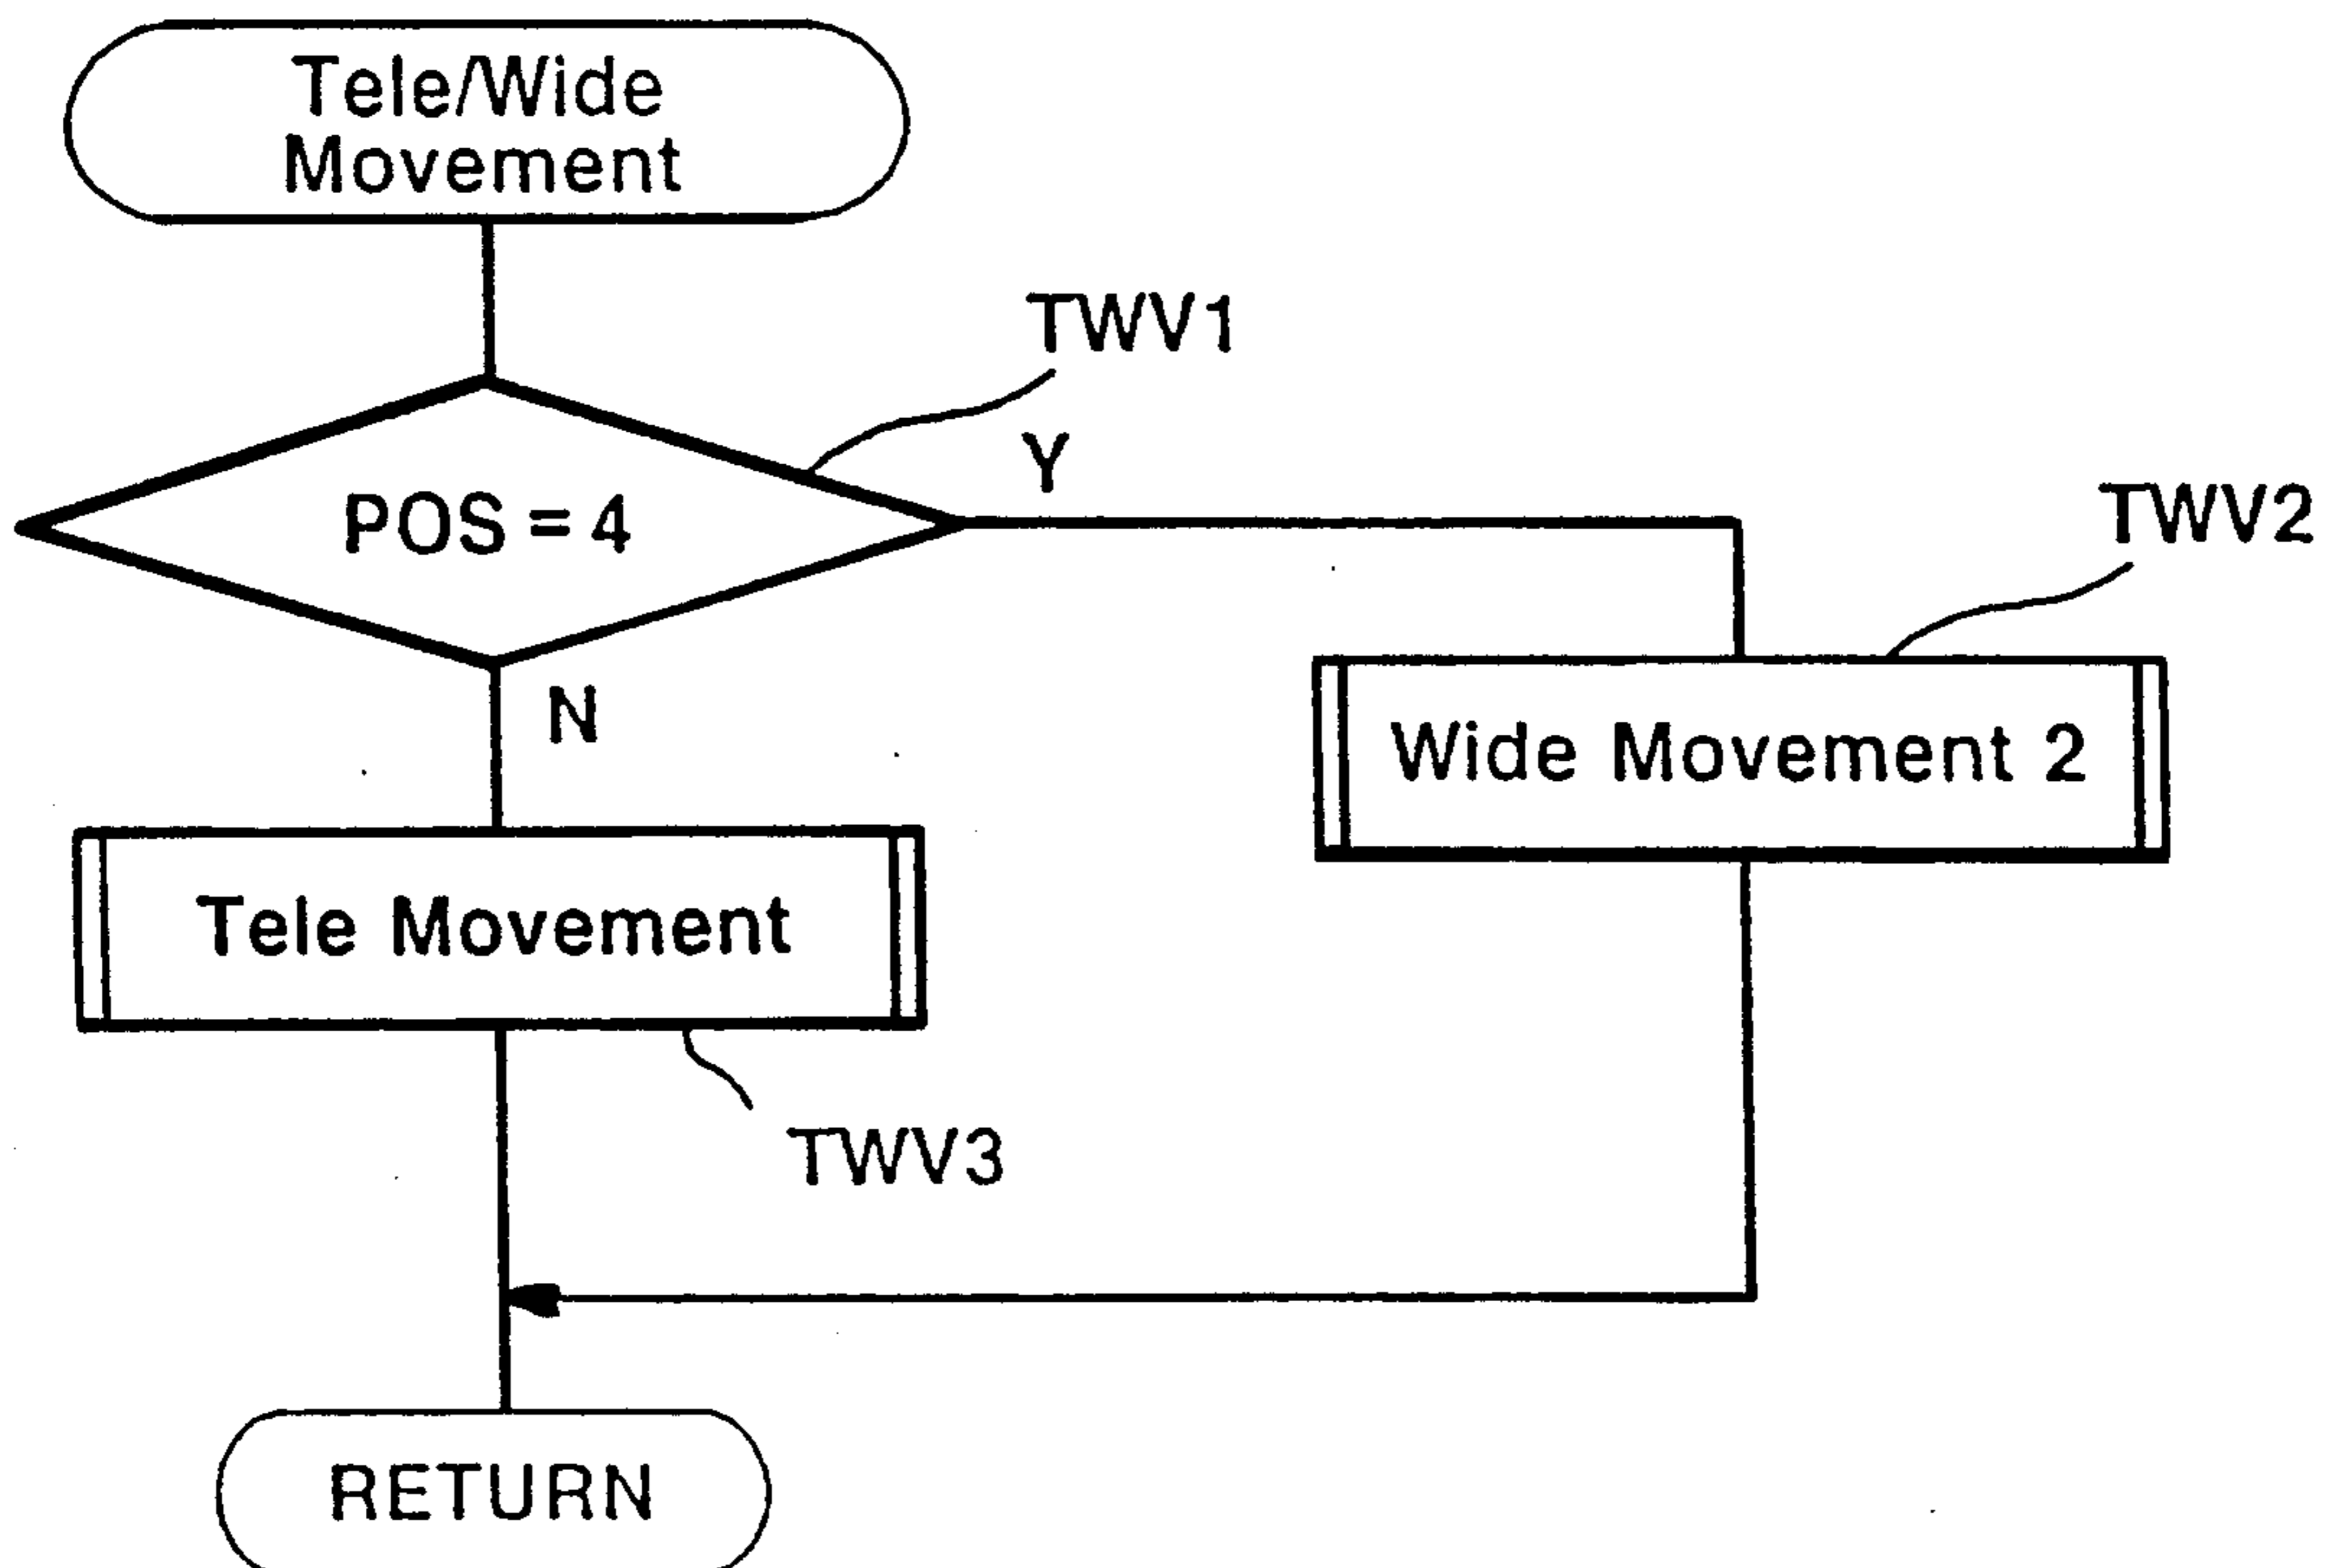 Tele/Wide
Movement
TWV1
Y
POS = 4
TWV2
N
Wide Movement 2
Tele Movement
TWV3
RETURN